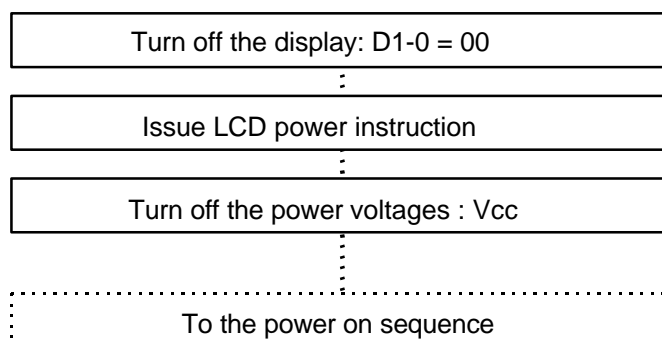 Turn off the display: D1-0 = 00
Issue LCD power instruction
Turn off the power voltages : Vcc
To the power on sequence